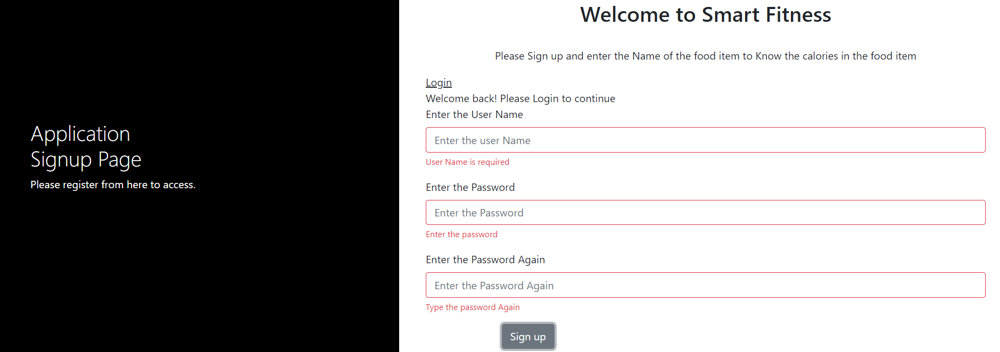 Application
Signup Page
Please register from here to access.
Welcome to Smart Fitness
Please Sign up and enter the Name of the food item to Know the calories in the food item
Login
Welcome back! Please Login to continue
Enter the User Name
Enter the user Name
User Name is required
Enter the Password
Enter the Password
Enter the password
Enter the Password Again
Enter the Password Again
Type the password Again
Sign up